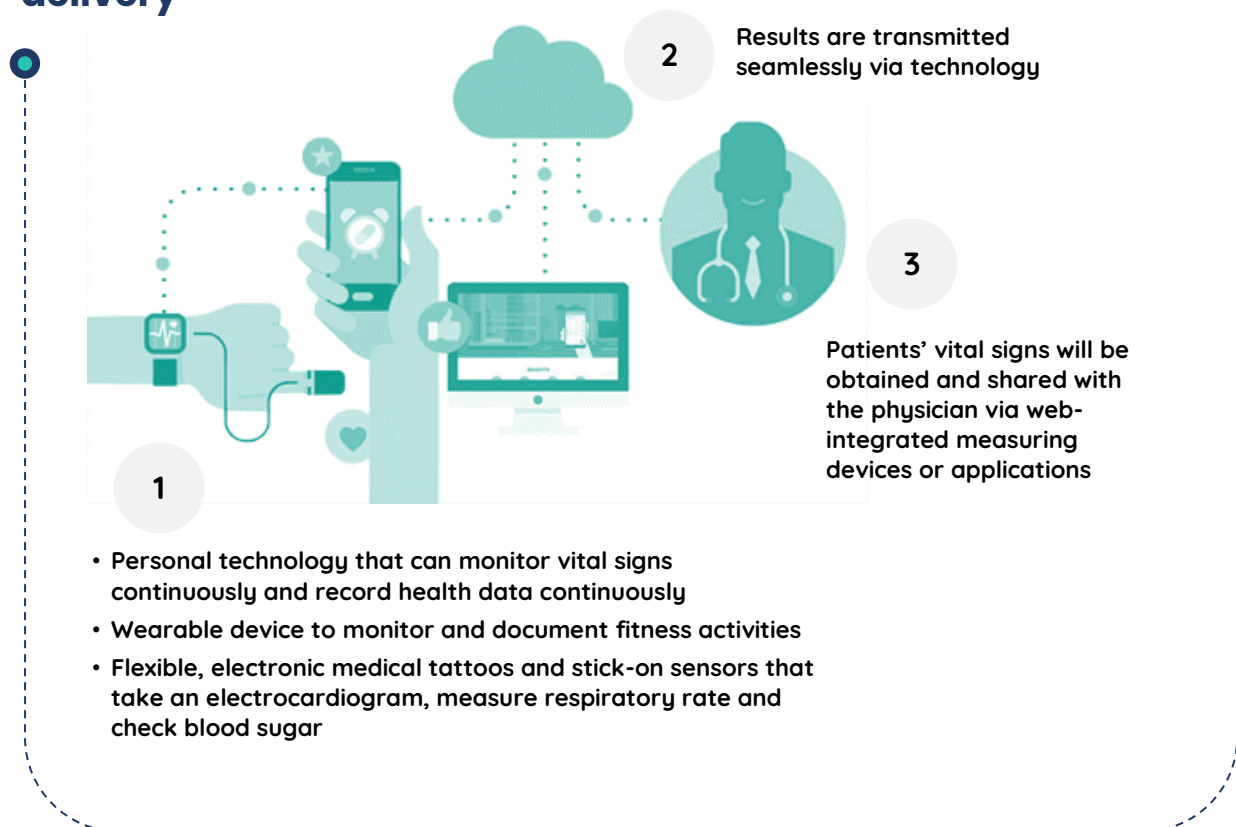 delivery
2
Results are transmitted
seamlessly via technology
3
Patients’ vital signs will be
obtained and shared with
the physician via web-
integrated measuring
devices or applications
1
• Personal technology that can monitor vital signs
continuously and record health data continuously
• Wearable device to monitor and document fitness activities
• Flexible, electronic medical tattoos and stick-on sensors that
take an electrocardiogram, measure respiratory rate and
check blood sugar